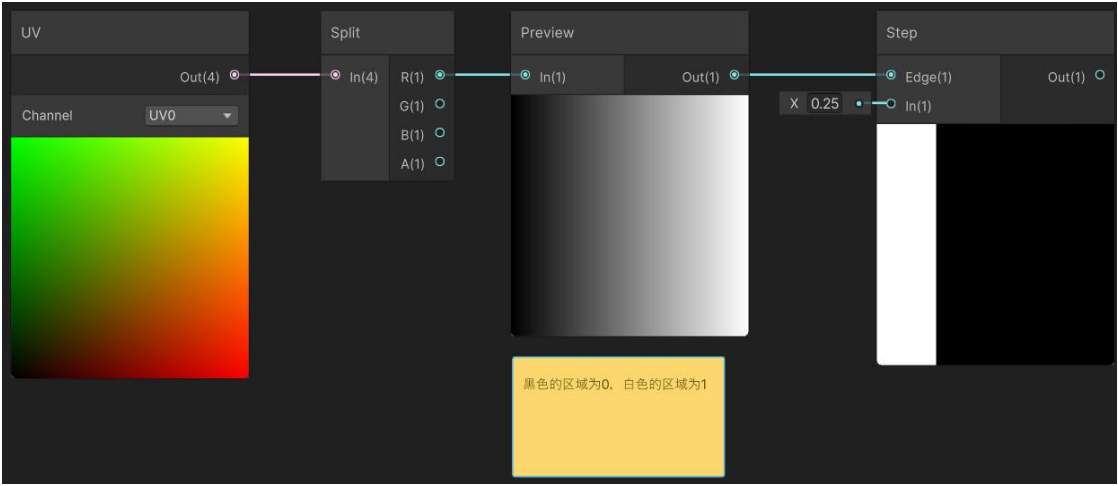 UV
Out(4)
Channel
UV0
Split
In(4)
R(1)
G(1)
B(1)
A(1)
Preview
In(1)
Out(1)
黑色的区域为0，白色的区域为1
X 0.25
Step
Edge(1)
In(1)
Out(1)